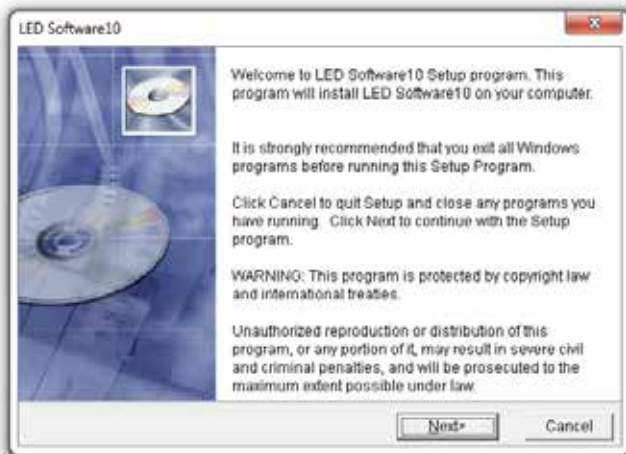 LED Software10
Welcome to LED Software10 Setup program. This
program will install LED Software10 on your computer.
It is strongly recommended that you exit all Windows
programs before running this Setup Program.
Click Cancel to quit Setup and close any programs you
have running. Click Next to continue with the Setup
program.
WARNING: This program is protected by copyright law
and international treaties.
Unauthorized reproduction or distribution of this
program, or any portion of it, may result in severe civil
and criminal penalties, and will be prosecuted to the
maximum extent possible under law.
Next>
Cancel